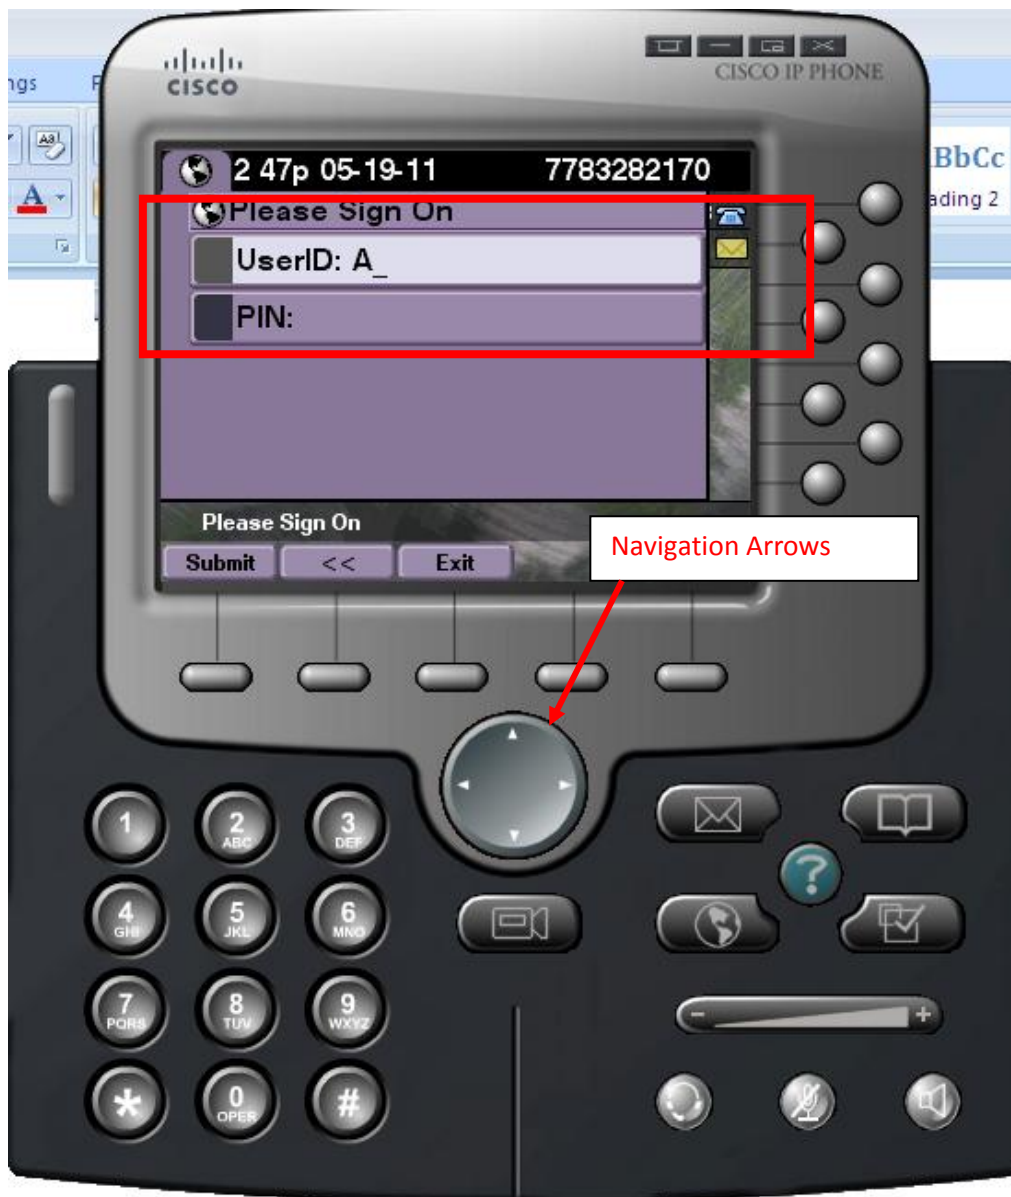 CISCO
CISCO IP PHONE
ngs
BbCc
ading 2
2 47p 05-19-11 7783282170
Please Sign On
UserID: A_
PIN:
Please Sign On
Submit << Exit
Navigation Arrows
1
2
ABC
3
DEF
4
GHI
5
JKL
6
MNO
7
PQRS
8
TUV
9
WXYZ
*
0
OPER
#
?
- +